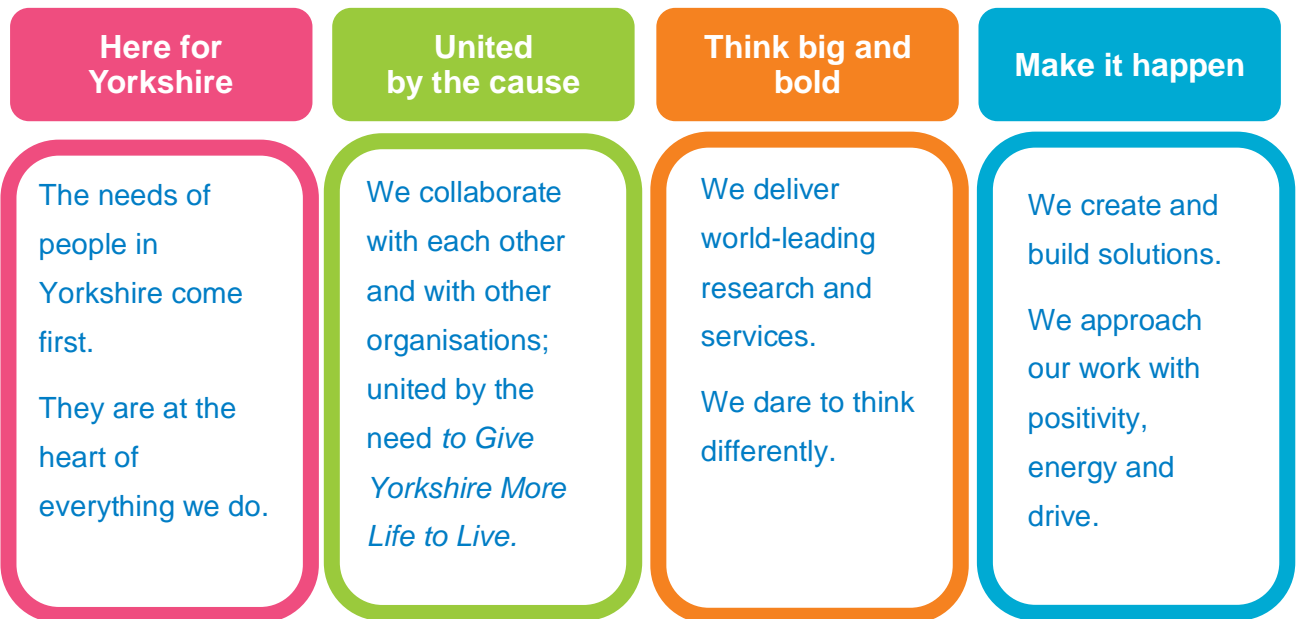 Here for
Yorkshire
The needs of
people in
Yorkshire come
first.
They are at the
heart of
everything we do.
United
by the cause
We collaborate
with each other
and with other
organisations;
united by the
need to Give
Yorkshire More
Life to Live.
Think big and
bold
We deliver
world-leading
research and
services.
We dare to think
differently.
Make it happen
We create and
build solutions.
We approach
our work with
positivity,
energy and
drive.